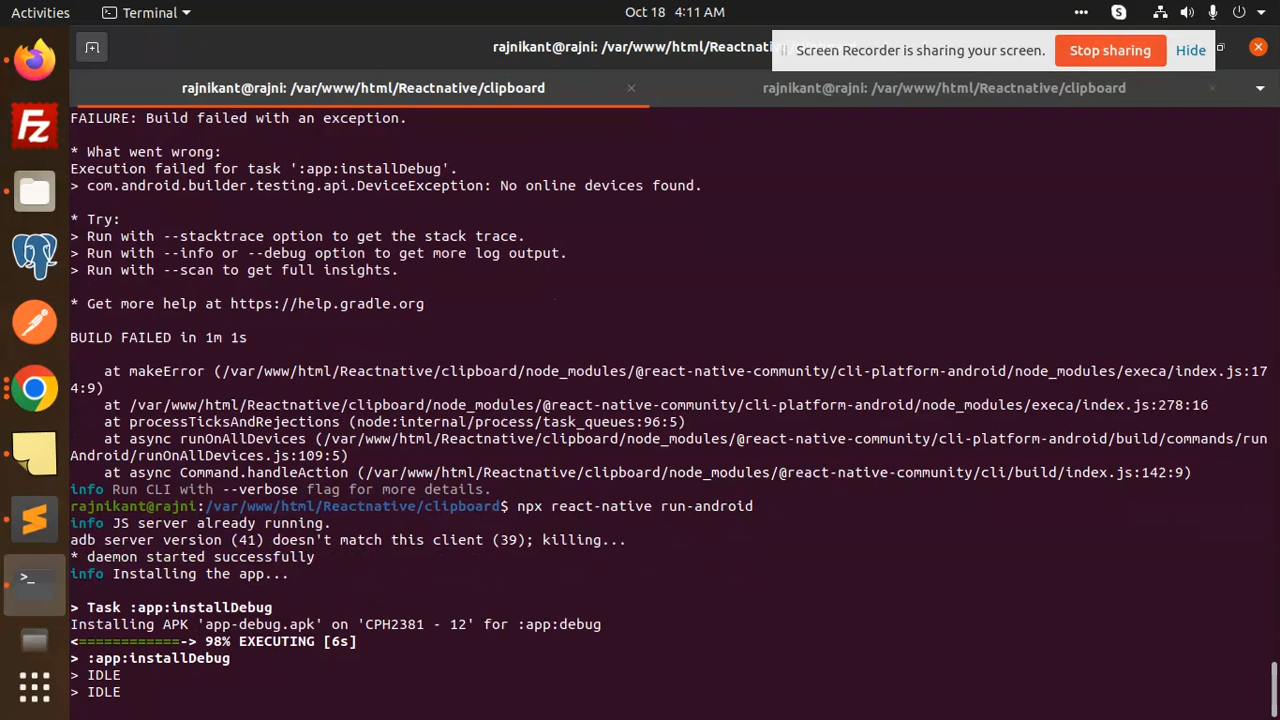 Activities
Terminal
Oct 18 4:11 AM
rajnikant@rajni: /var/www/html/Reactna
Screen Recorder is sharing your screen.
Stop sharing
Hide
rajnikant@rajni: /var/www/html/Reactnative/clipboard
rajnikant@rajni: /var/www/html/Reactnative/clipboard
FAILURE: Build failed with an exception.
* What went wrong:
Execution failed for task ':app:installDebug'.
> com.android.builder.testing.api.DeviceException: No online devices found.
* Try:
> Run with --stacktrace option to get the stack trace.
> Run with --info or --debug option to get more log output.
> Run with --scan to get full insights.
* Get more help at https://help.gradle.org
BUILD FAILED in 1m 1s
at makeError (/var/www/html/Reactnative/clipboard/node_modules/@react-native-community/cli-platform-android/node_modules/execa/index.js:17
4:9)
at /var/www/html/Reactnative/clipboard/node_modules/@react-native-community/cli-platform-android/node_modules/execa/index.js:278:16
at processTicksAndRejections (node:internal/process/task_queues:96:5)
at async runOnAllDevices (/var/www/html/Reactnative/clipboard/node_modules/@react-native-community/cli-platform-android/build/commands/run
Android/runOnAllDevices.js:109:5)
at async Command.handleAction (/var/www/html/Reactnative/clipboard/node_modules/@react-native-community/cli/build/index.js:142:9)
info Run CLI with --verbose flag for more details.
rajnikant@rajni:/var/www/html/Reactnative/clipboard$ npx react-native run-android
info JS server already running.
adb server version (41) doesn't match this client (39); killing...
* daemon started successfully
info Installing the app...
> Task :app:installDebug
Installing APK 'app-debug.apk' on 'CPH2381 - 12' for :app:debug
<============-> 98% EXECUTING [6s]
> :app:installDebug
> IDLE
> IDLE